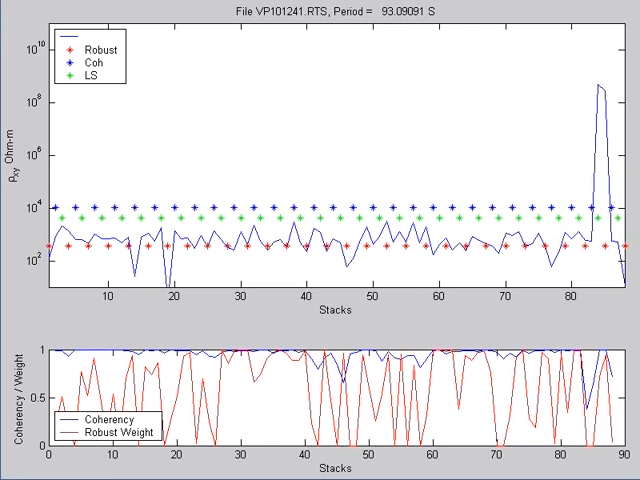 File VP101241.RTS, Period = 93.09091 S
10^10
10^8
10^6
10^4
10^2
ρxy Ohm-m
Robust
Coh
LS
10 20 30 40 50 60 70 80
Stacks
1
0.5
0
Coherency / Weight
Coherency
Robust Weight
0 10 20 30 40 50 60 70 80 90
Stacks